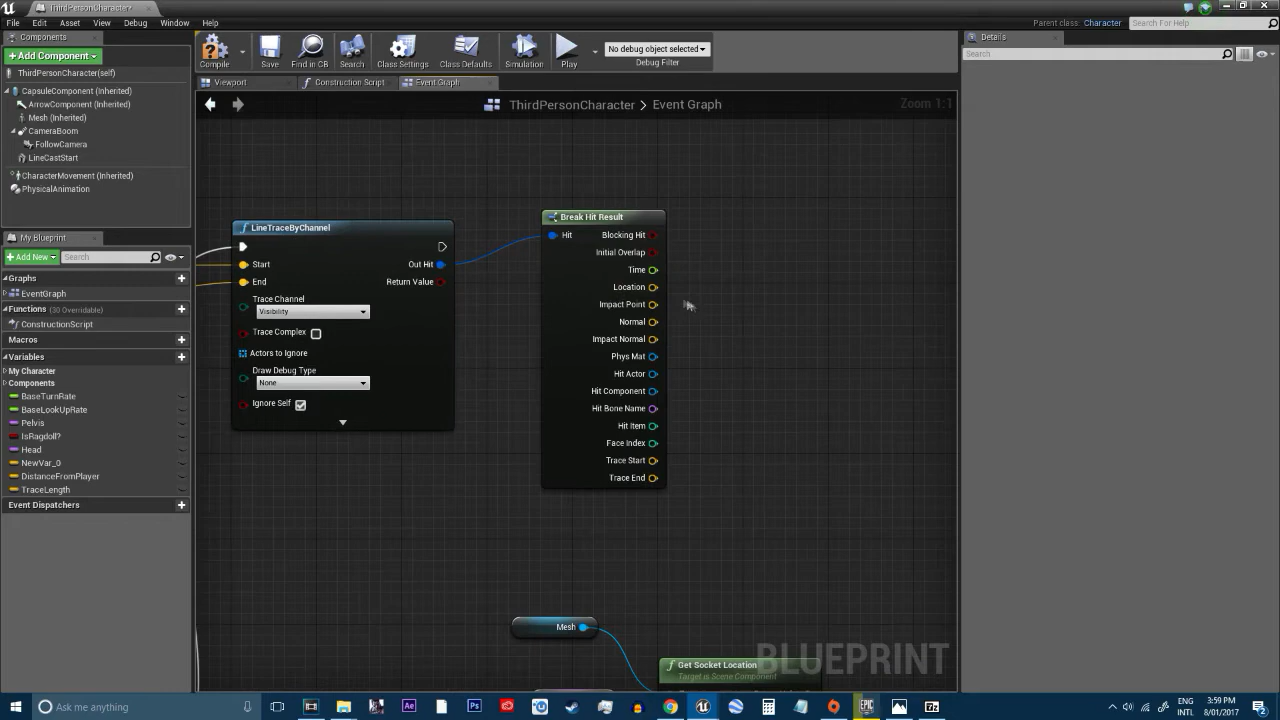 ThirdPersonCharacter*
File
Edit
Asset
View
Debug
Window
Help
Parent class: Character
Search For Help
Components
+ Add Component
ThirdPersonCharacter(self)
CapsuleComponent (Inherited)
ArrowComponent (Inherited)
Mesh (Inherited)
CameraBoom
FollowCamera
LineCastStart
CharacterMovement (Inherited)
PhysicalAnimation
My Blueprint
+ Add New
Search
Graphs
EventGraph
Functions (30 Overridable)
ConstructionScript
Macros
Variables
My Character
Components
BaseTurnRate
BaseLookUpRate
Pelvis
IsRagdoll?
Head
NewVar_0
DistanceFromPlayer
TraceLength
Event Dispatchers
Compile
Save
Find in CB
Search
Class Settings
Class Defaults
Simulation
Play
No debug object selected
Debug Filter
Viewport
Construction Script
Event Graph
ThirdPersonCharacter > Event Graph
Zoom 1:1
LineTraceByChannel
Start
Out Hit
End
Return Value
Trace Channel
Visibility
Trace Complex
Actors to Ignore
Draw Debug Type
None
Ignore Self
Break Hit Result
Hit
Blocking Hit
Initial Overlap
Time
Location
Impact Point
Normal
Impact Normal
Phys Mat
Hit Actor
Hit Component
Hit Bone Name
Hit Item
Face Index
Trace Start
Trace End
Mesh
Get Socket Location
Target is Scene Component
BLUEPRINT
Details
Search
Ask me anything
ENG
INTL
3:59 PM
8/01/2017